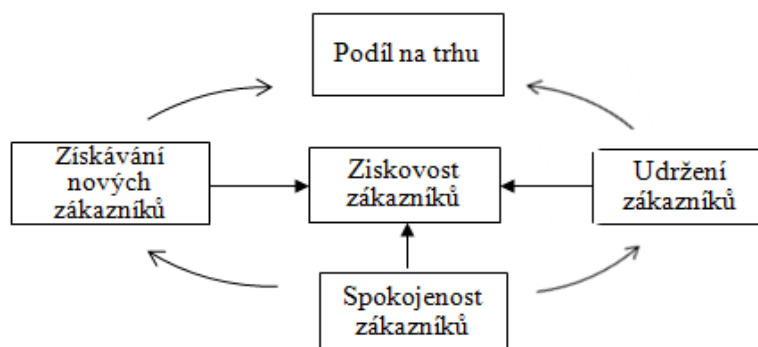 Podíl na trhu
Získávání
nových
zákazníků
Ziskovost
zákazníků
Udržení
zákazníků
Spokojenost
zákazníků